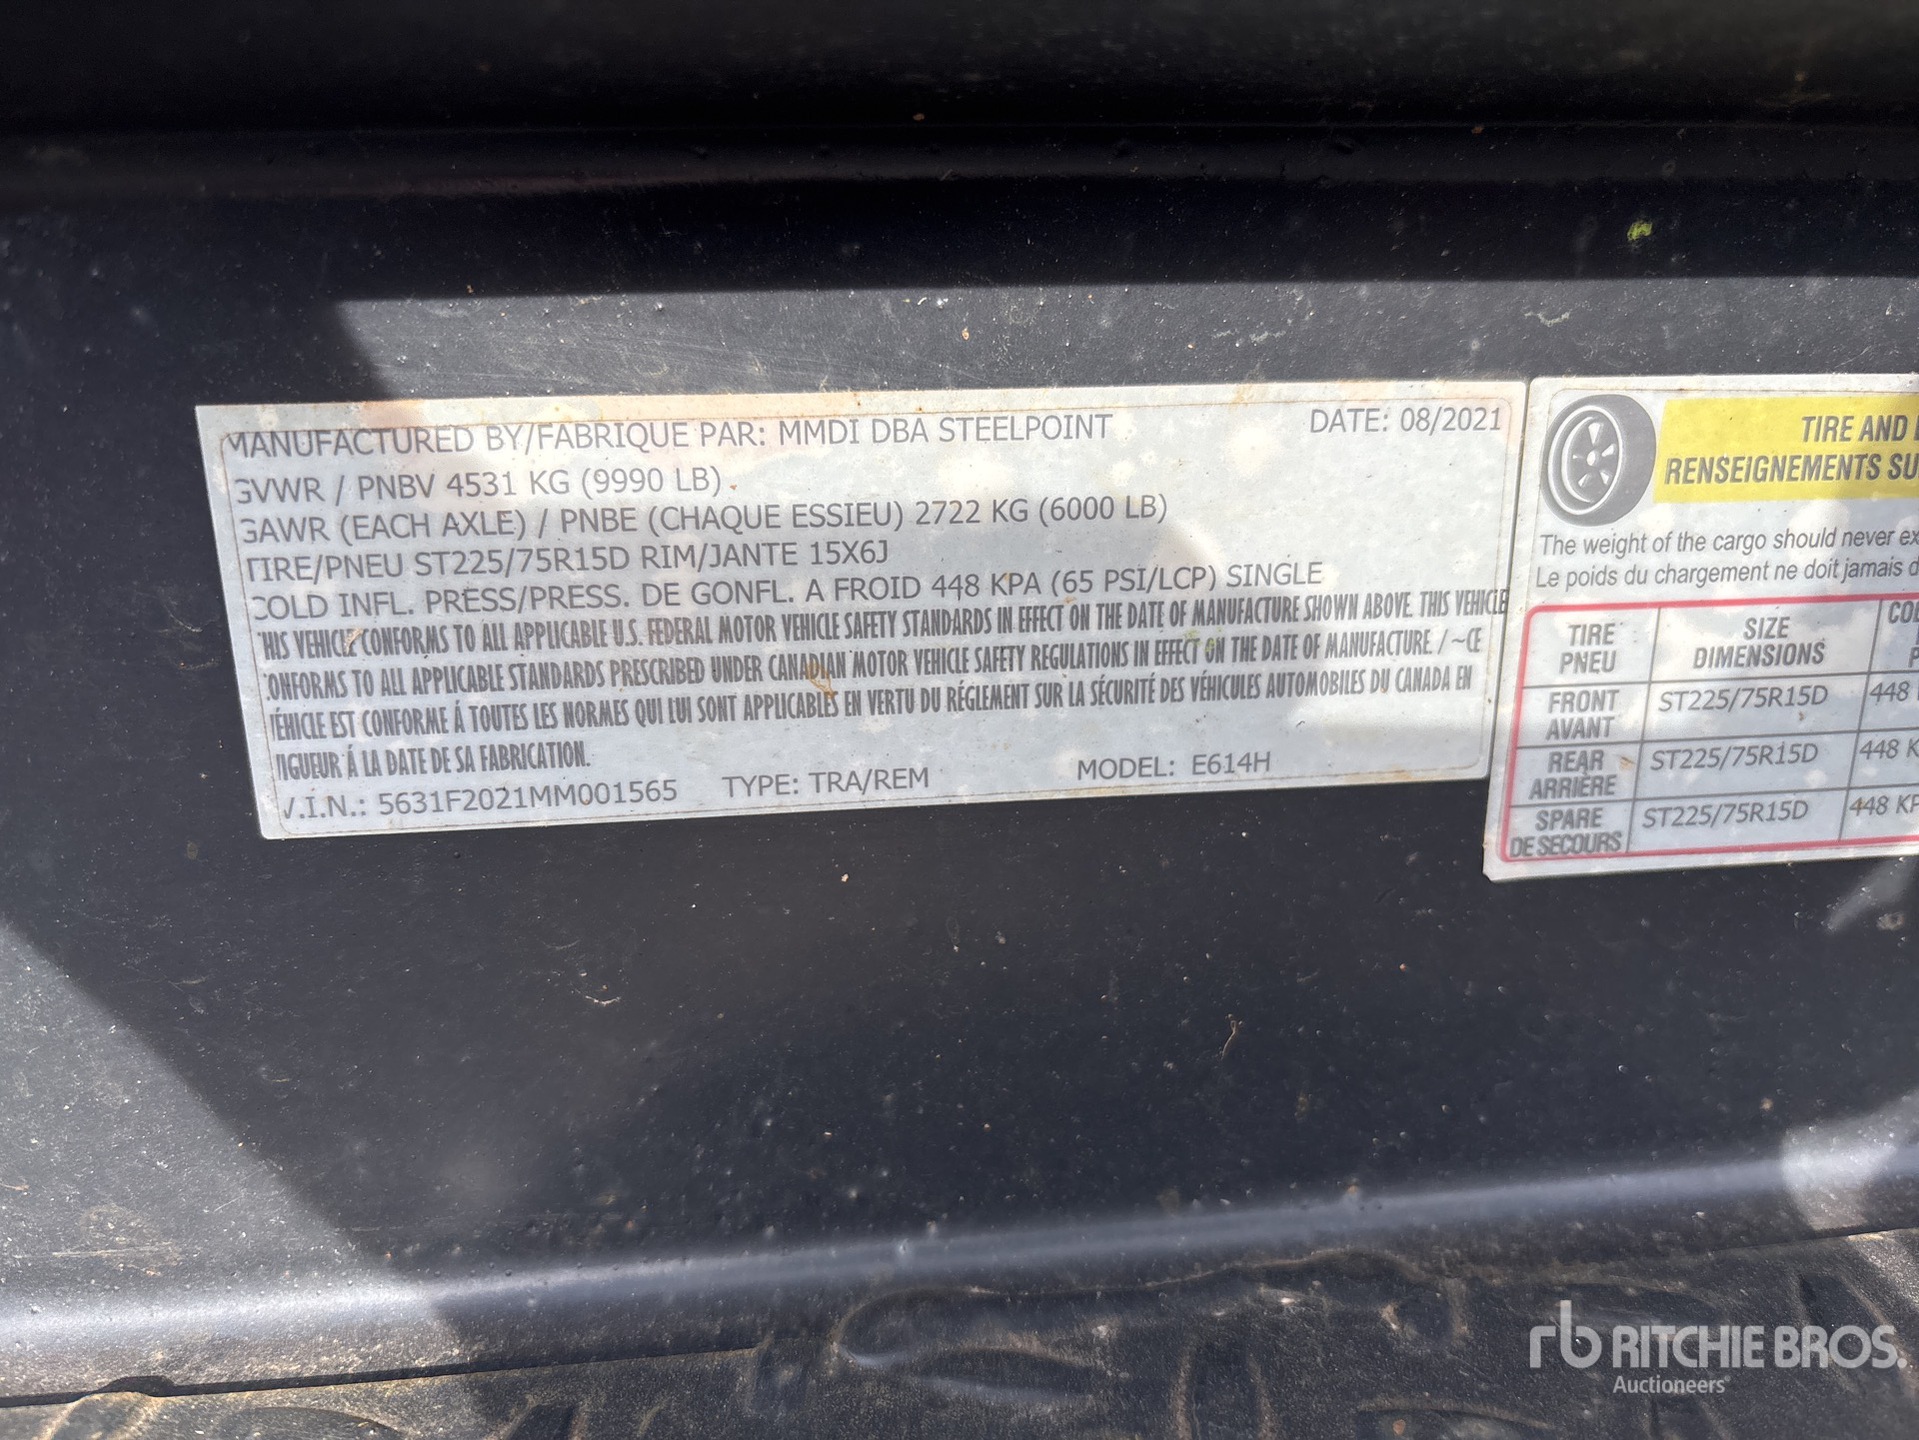 MANUFACTURED BY/FABRIQUE PAR: MMDI DBA STEELPOINT DATE: 08/2021
GVWR / PNBV 4531 KG (9990 LB)
GAWR (EACH AXLE) / PNBE (CHAQUE ESSIEU) 2722 KG (6000 LB)
TIRE/PNEU ST225/75R15D RIM/JANTE 15X6J
COLD INFL. PRESS/PRESS. DE GONFL. A FROID 448 KPA (65 PSI/LCP) SINGLE
THIS VEHICLE CONFORMS TO ALL APPLICABLE U.S. FEDERAL MOTOR VEHICLE SAFETY STANDARDS IN EFFECT ON THE DATE OF MANUFACTURE SHOWN ABOVE. THIS VEHICLE
CONFORMS TO ALL APPLICABLE STANDARDS PRESCRIBED UNDER CANADIAN MOTOR VEHICLE SAFETY REGULATIONS IN EFFECT ON THE DATE OF MANUFACTURE. / ~CE
VÉHICLE EST CONFORME Á TOUTES LES NORMES QUI LUI SONT APPLICABLES EN VERTU DU RÉGLEMENT SUR LA SÉCURITÉ DES VÉHICULES AUTOMOBILES DU CANADA EN
VIGUEUR Á LA DATE DE SA FABRICATION.
V.I.N.: 5631F2021MM001565 TYPE: TRA/REM MODEL: E614H
TIRE AND
RENSEIGNEMENTS SU
The weight of the cargo should never ex
Le poids du chargement ne doit jamais d
TIRE SIZE COL
PNEU DIMENSIONS P
FRONT ST225/75R15D 448
AVANT
REAR ST225/75R15D 448 K
ARRIÈRE
SPARE ST225/75R15D 448 KP
DE SECOURS
rb RITCHIE BROS.
Auctioneers